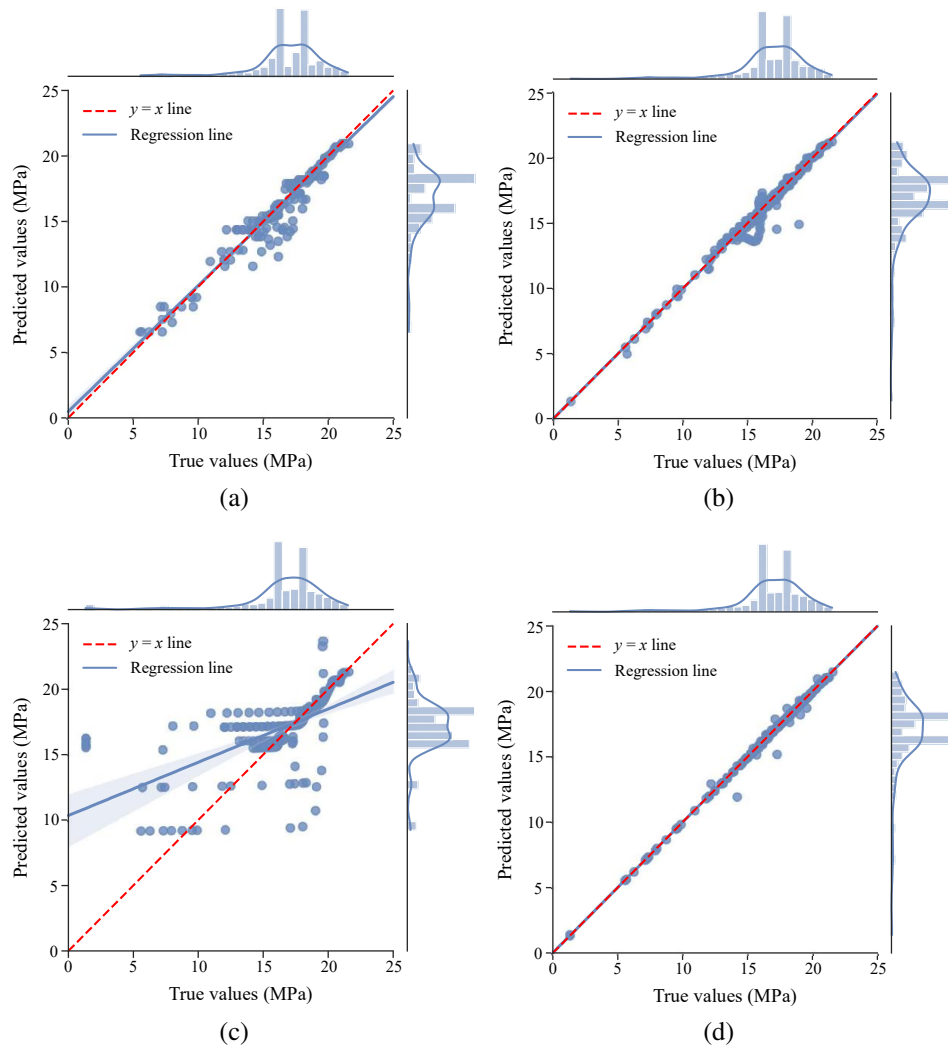 25
20
15
10
5
0
0
5
10
15
20
25
Predicted values (MPa)
True values (MPa)
y = x line
Regression line
(a)
25
20
15
10
5
0
0
5
10
15
20
25
Predicted values (MPa)
True values (MPa)
y = x line
Regression line
(b)
25
20
15
10
5
0
0
5
10
15
20
25
Predicted values (MPa)
True values (MPa)
y = x line
Regression line
(c)
25
20
15
10
5
0
0
5
10
15
20
25
Predicted values (MPa)
True values (MPa)
y = x line
Regression line
(d)